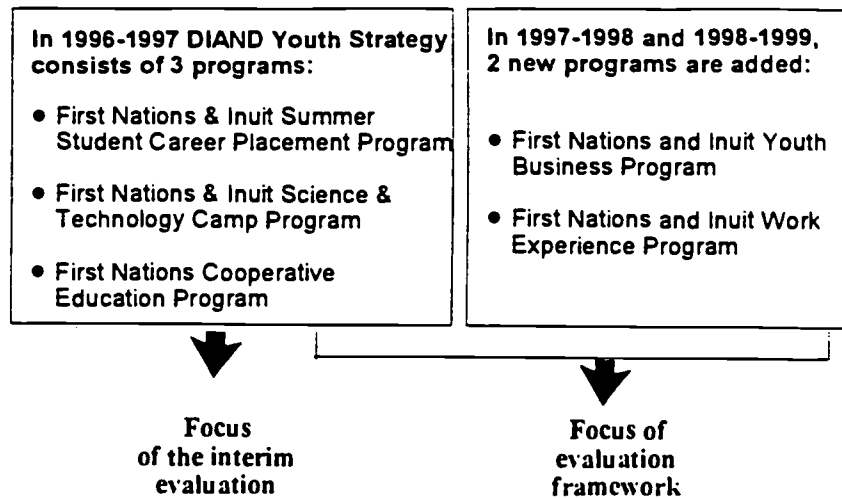 In 1996-1997 DIAND Youth Strategy
consists of 3 programs:
● First Nations & Inuit Summer
Student Career Placement Program
● First Nations & Inuit Science &
Technology Camp Program
● First Nations Cooperative
Education Program
In 1997-1998 and 1998-1999,
2 new programs are added:
● First Nations and Inuit Youth
Business Program
● First Nations and Inuit Work
Experience Program
Focus
of the interim
evaluation
Focus of
evaluation
framework